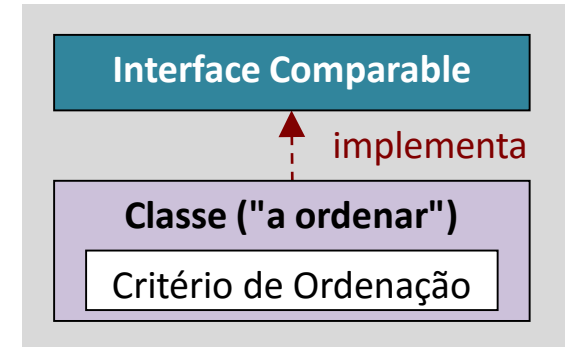 Interface Comparable
implementa
Classe ("a ordenar")
Critério de Ordenação